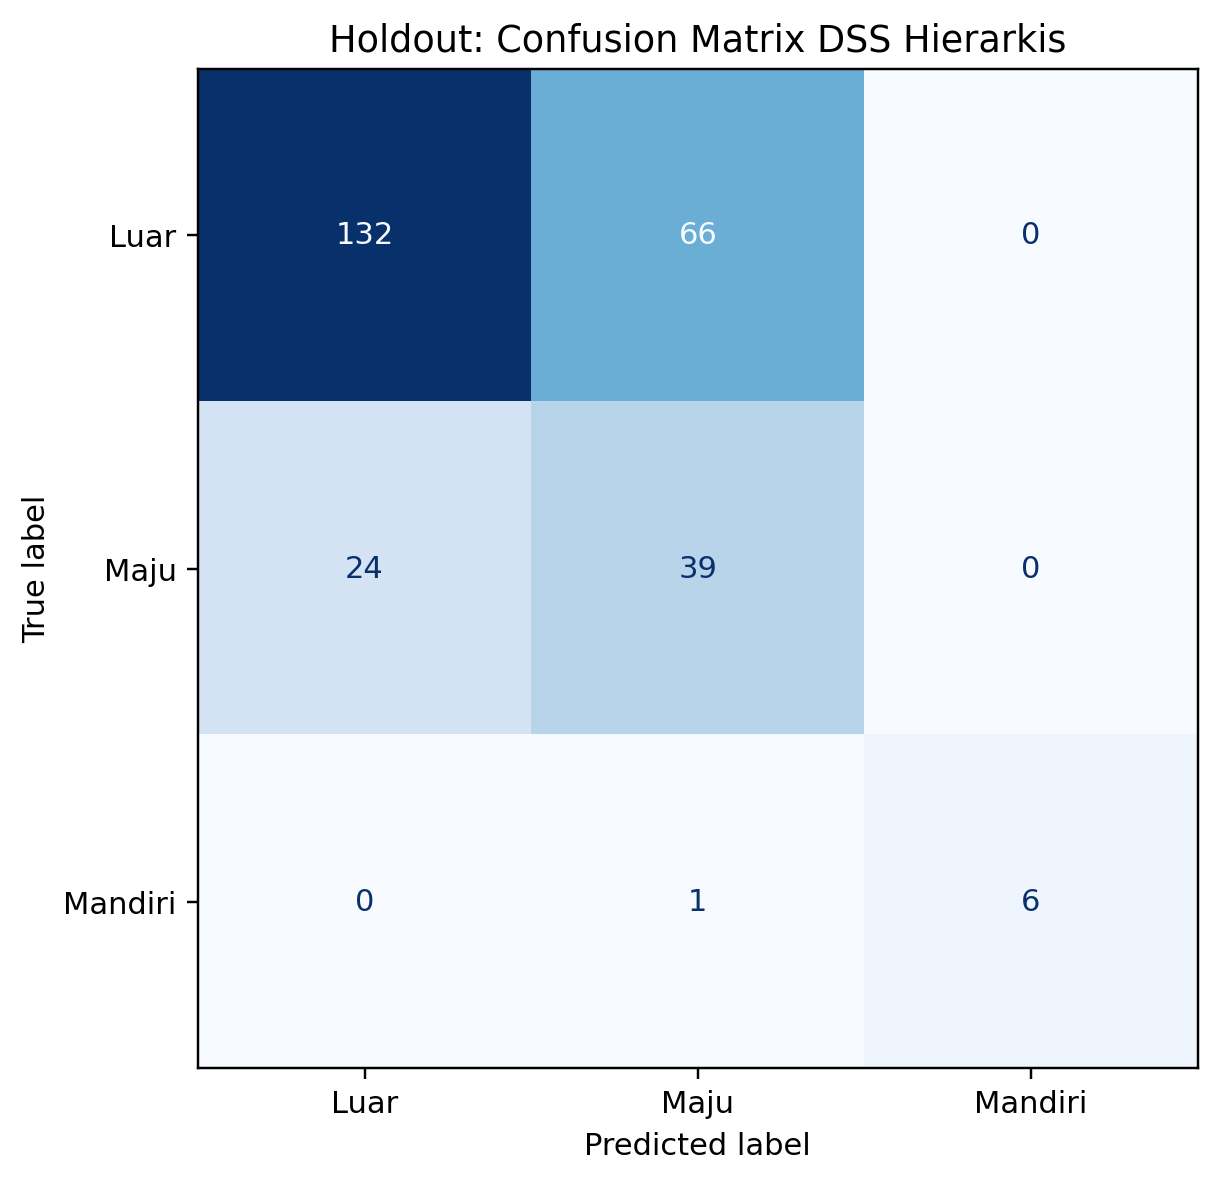 Holdout: Confusion Matrix DSS Hierarkis
Luar 132 66 0
Maju 24 39 0
Mandiri 0 1 6
True label
Luar Maju Mandiri
Predicted label